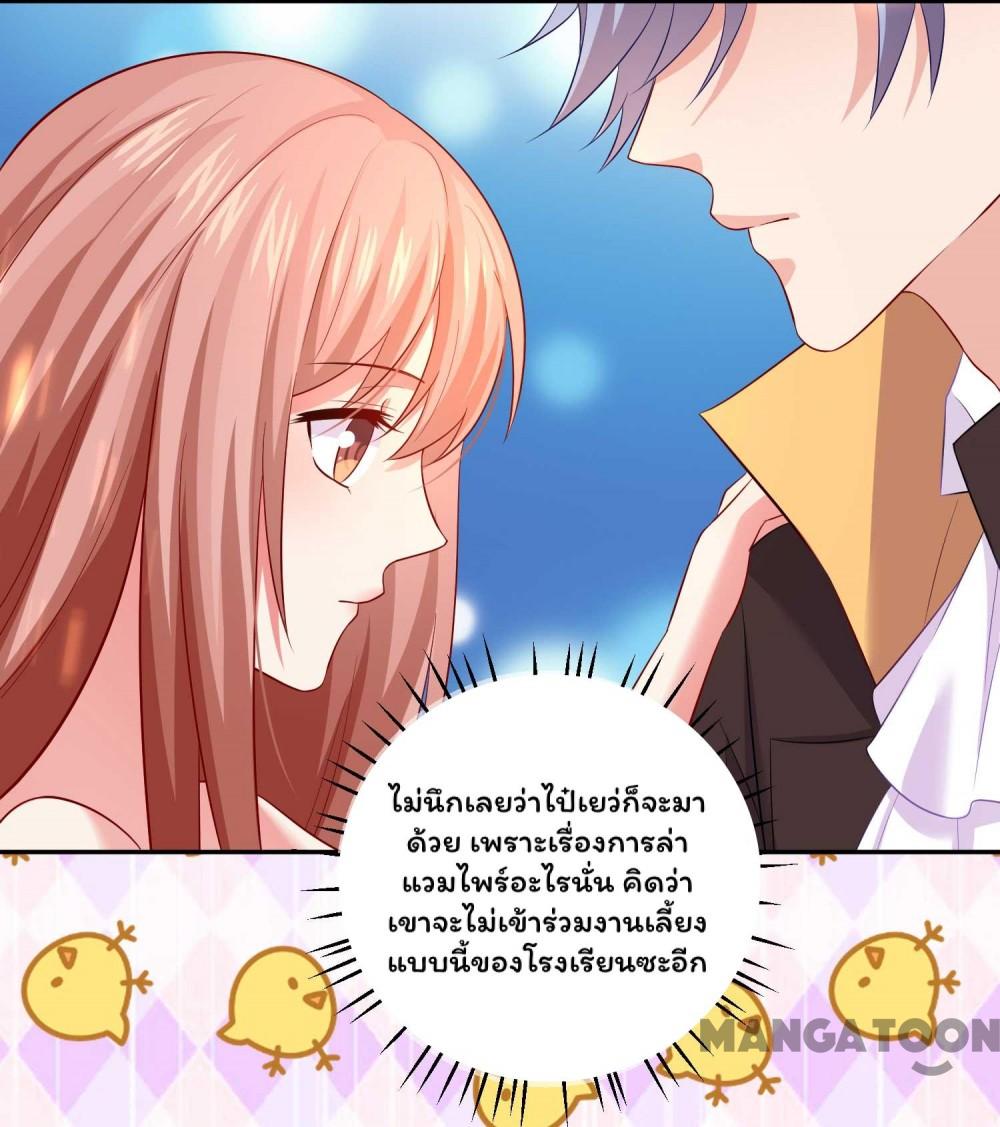 ไม่นึกเลยว่าไป๋เยว่ก็จะมา
ด้วย เพราะเรื่องการล่า
แวมไพร์อะไรนั่น คิดว่า
เขาจะไม่เข้าร่วมงานเลี้ยง
แบบนี้ของโรงเรียนซะอีก
MANGATOON